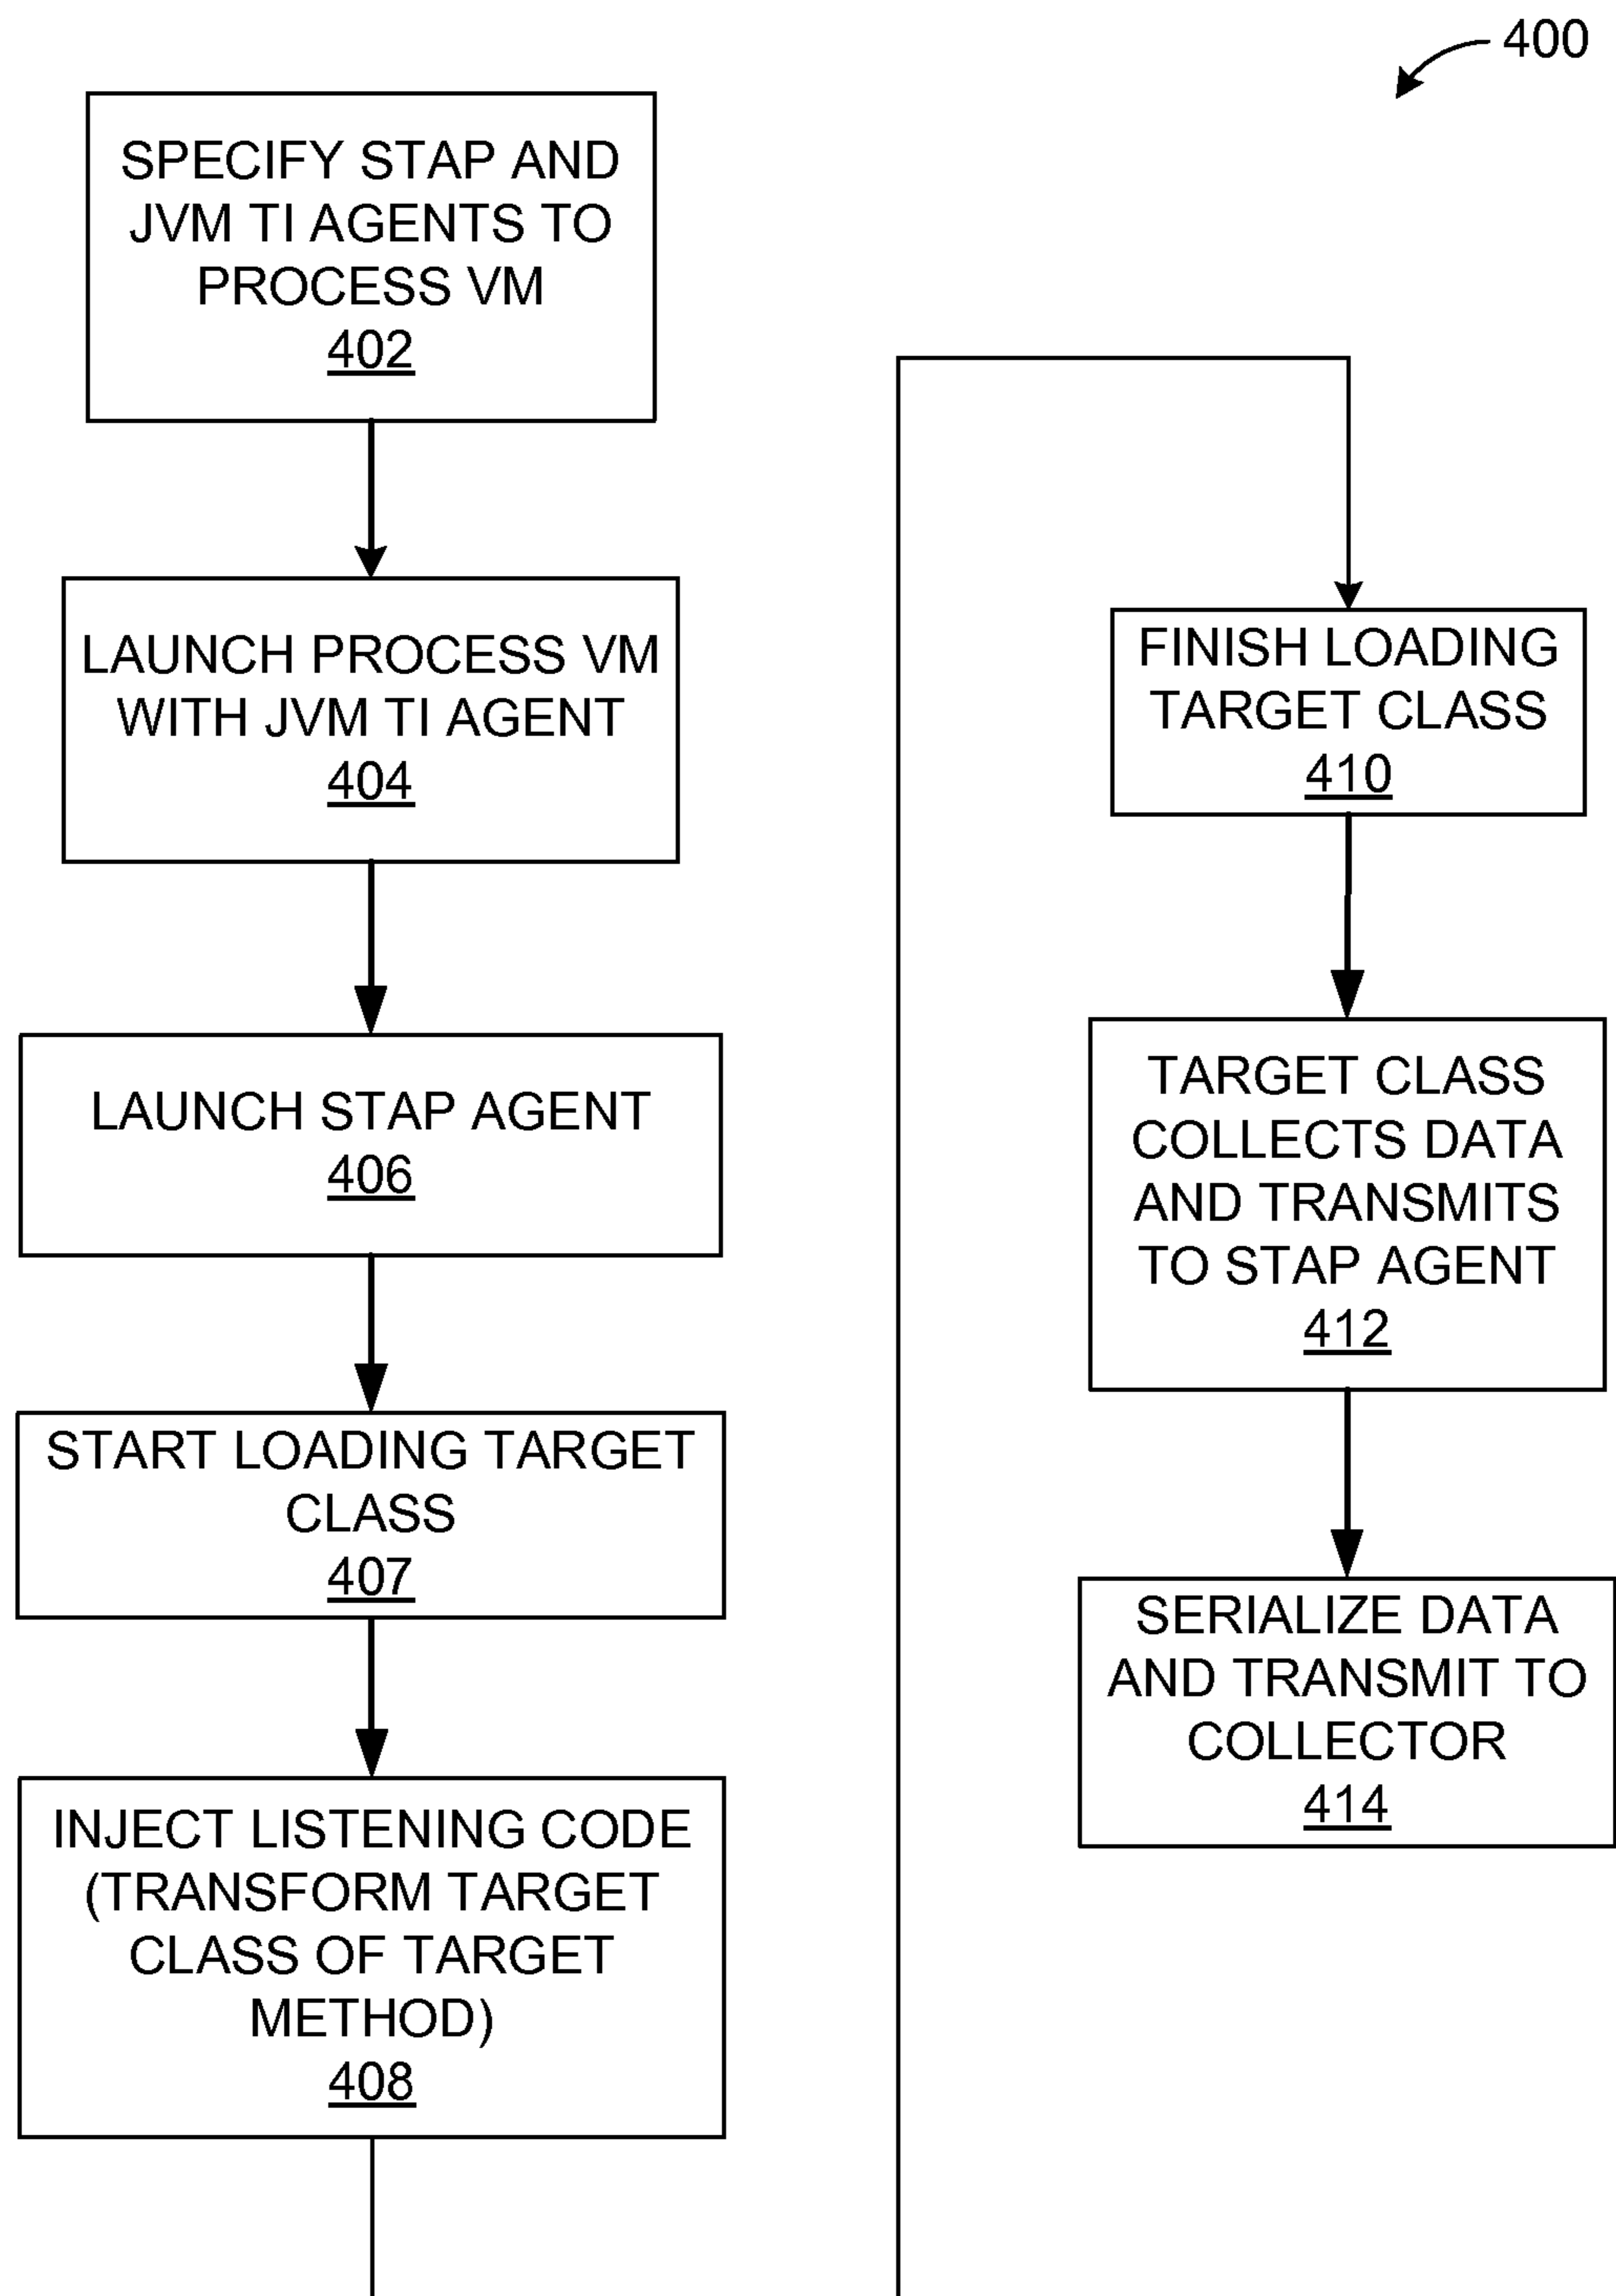 400
SPECIFY STAP AND
JVM TI AGENTS TO
PROCESS VM
402
LAUNCH PROCESS VM
WITH JVM TI AGENT
404
LAUNCH STAP AGENT
406
START LOADING TARGET
CLASS
407
INJECT LISTENING CODE
(TRANSFORM TARGET
CLASS OF TARGET
METHOD)
408
FINISH LOADING
TARGET CLASS
410
TARGET CLASS
COLLECTS DATA
AND TRANSMITS
TO STAP AGENT
412
SERIALIZE DATA
AND TRANSMIT TO
COLLECTOR
414